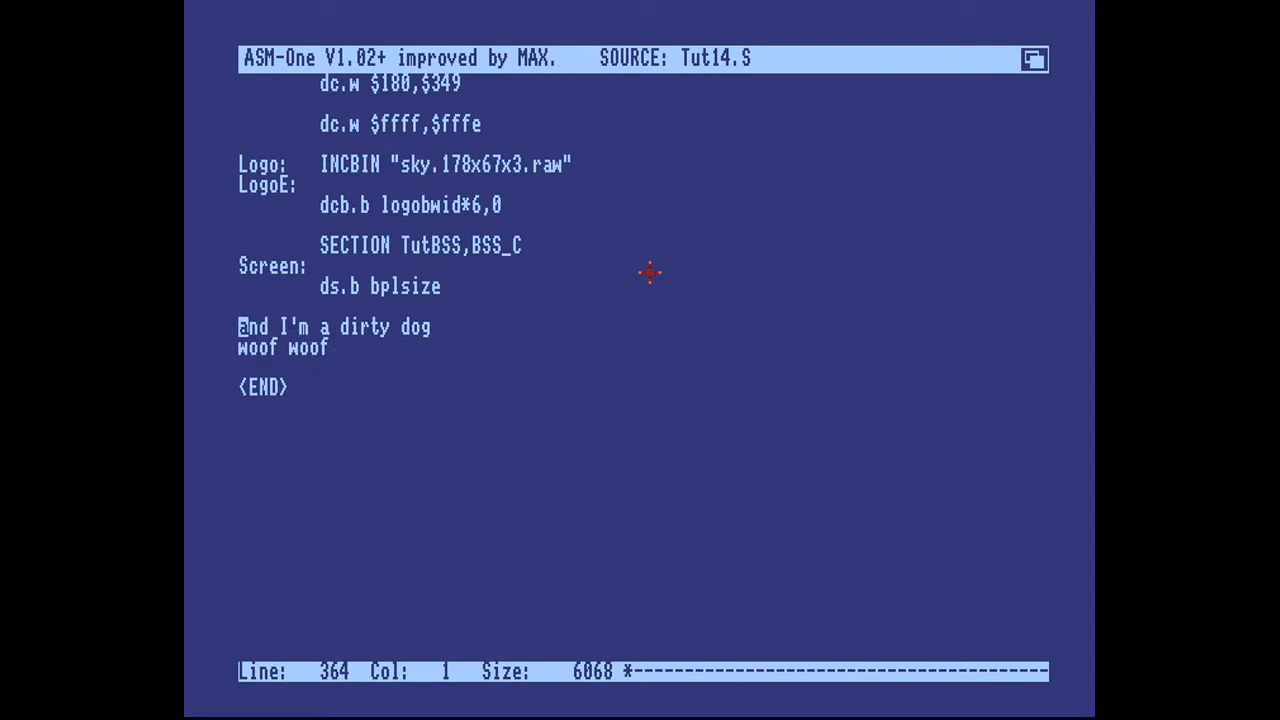 ASM-One V1.02+ improved by MAX.    SOURCE: Tut14.S
dc.w $180,$349
dc.w $ffff,$fffe
Logo:   INCBIN "sky.178x67x3.raw"
LogoE:
dcb.b logobwid*6,0
SECTION TutBSS,BSS_C
Screen:
ds.b bplsize
and I'm a dirty dog
woof woof
<END>
Line:   364  Col:   1   Size:    6068 *-----------------------------------------